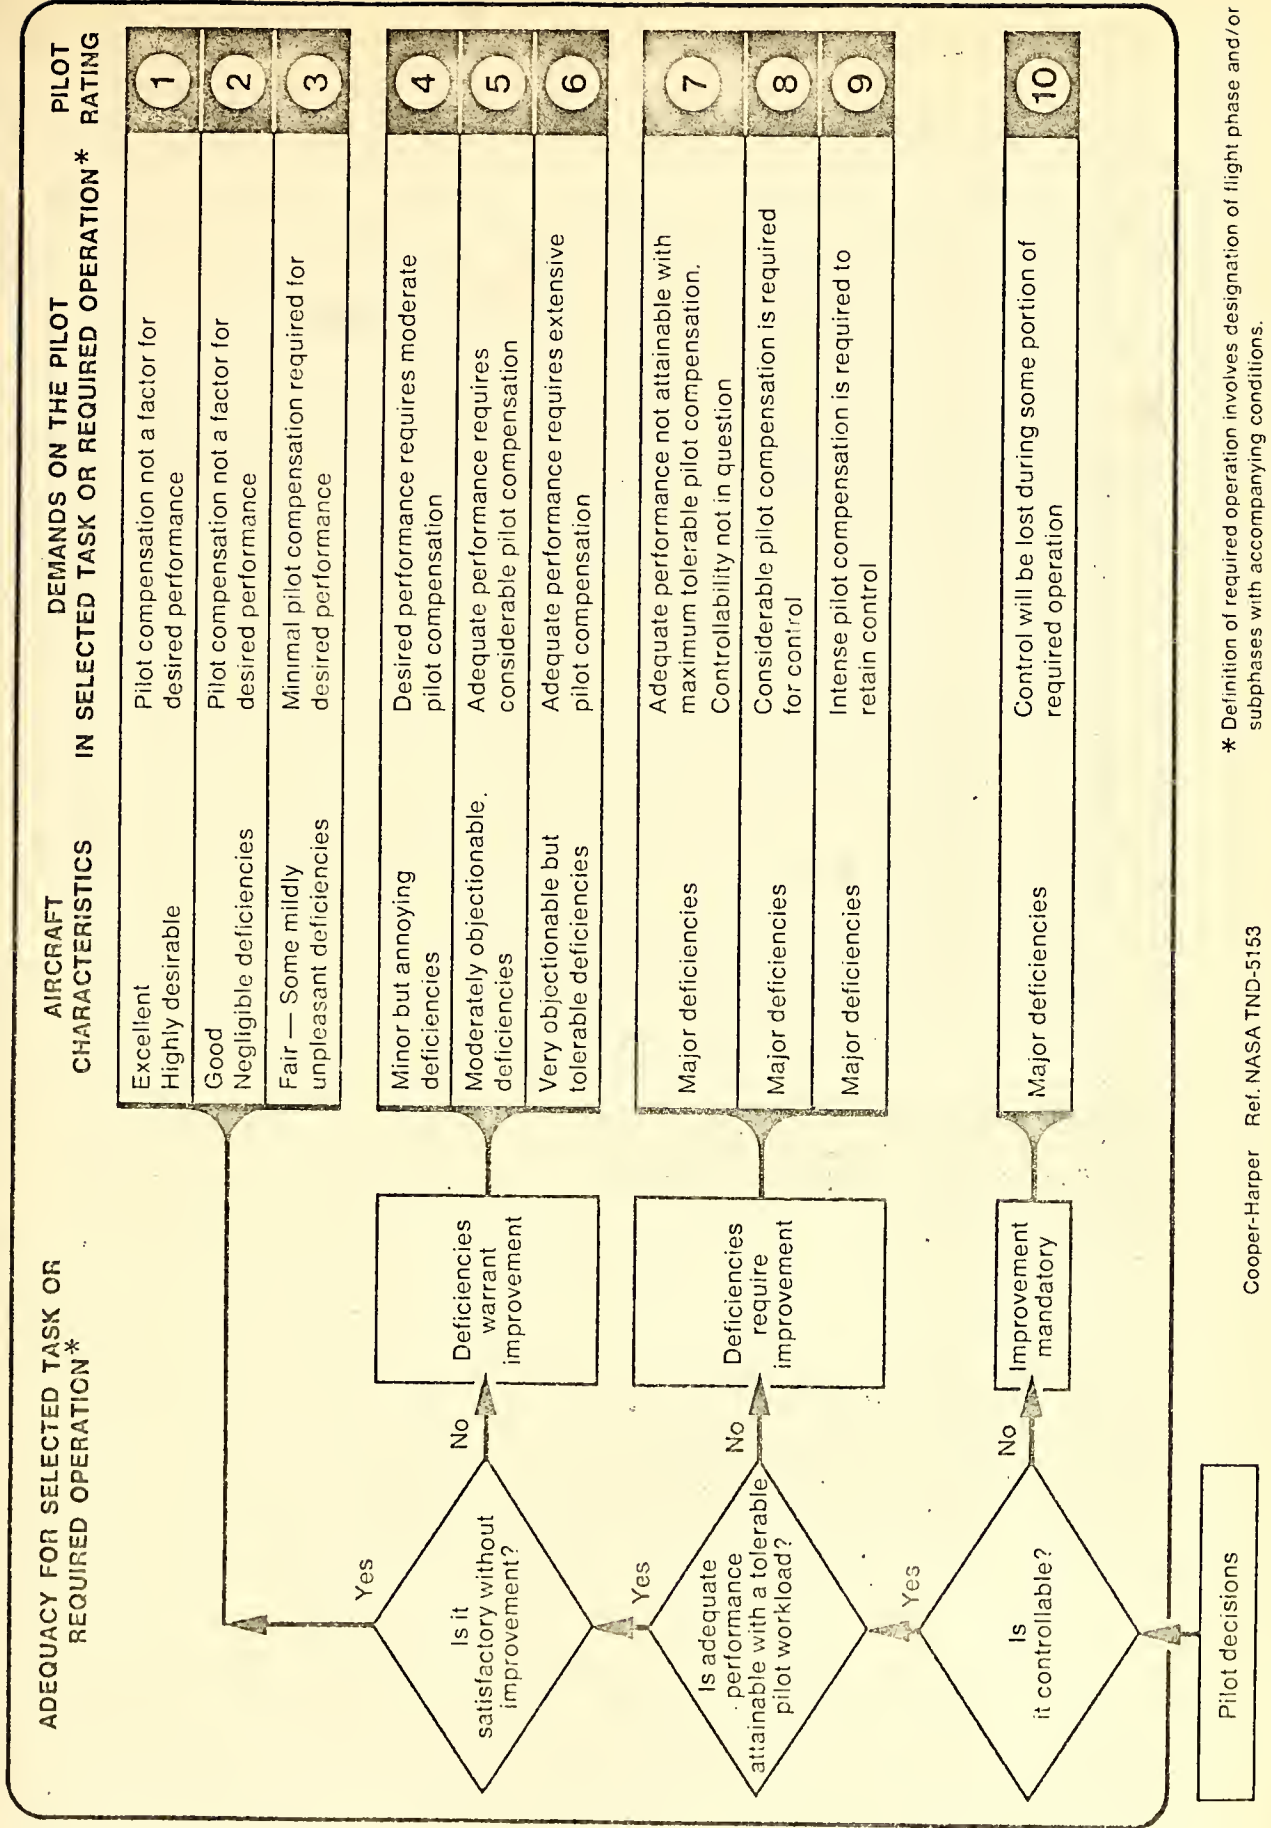 ADEQUACY FOR SELECTED TASK OR
REQUIRED OPERATION*
AIRCRAFT
CHARACTERISTICS
DEMANDS ON THE PILOT
IN SELECTED TASK OR REQUIRED OPERATION*
PILOT
RATING
Excellent
Highly desirable
Pilot compensation not a factor for
desired performance
1
Good
Negligible deficiencies
Pilot compensation not a factor for
desired performance
2
Fair — Some mildly
unpleasant deficiencies
Minimal pilot compensation required for
desired performance
3
Yes
Is it
satisfactory without
improvement?
No
Deficiencies
warrant
improvement
Minor but annoying
deficiencies
Desired performance requires moderate
pilot compensation
4
Moderately objectionable.
deficiencies
Adequate performance requires
considerable pilot compensation
5
Very objectionable but
tolerable deficiencies
Adequate performance requires extensive
pilot compensation
6
Yes
Is adequate
performance
attainable with a tolerable
pilot workload?
No
Deficiencies
require
improvement
Major deficiencies
Adequate performance not attainable with
maximum tolerable pilot compensation.
Controllability not in question
7
Major deficiencies
Considerable pilot compensation is required
for control
8
Major deficiencies
Intense pilot compensation is required to
retain control
9
Yes
Is
it controllable?
No
Improvement
mandatory
Major deficiencies
Control will be lost during some portion of
required operation
10
Pilot decisions
Cooper-Harper Ref. NASA TND-5153
* Definition of required operation involves designation of flight phase and/or
subphases with accompanying conditions.